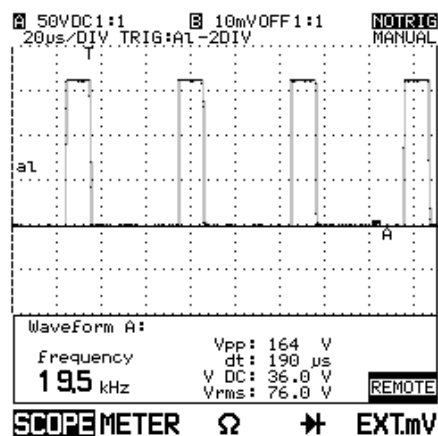 A 50VDC1:1 B 10mVOFF1:1 NOTRIG
20µs/DIV TRIG:A↿-2DIV MANUAL
T
a1
A
Waveform A:
Frequency
19.5 kHz
Vpp: 164 V
dt: 190 µs
V DC: 36.0 V
Vrms: 76.0 V
REMOTE
SCOPE METER Ω EXT.mV